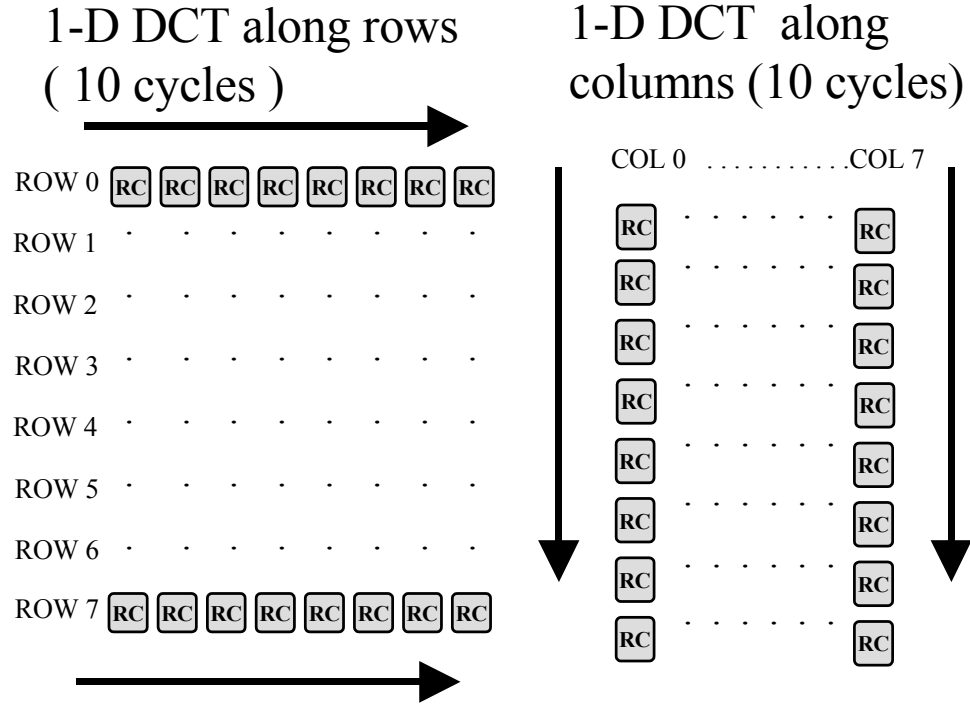 1-D DCT along rows
( 10 cycles )
ROW 0 RC RC RC RC RC RC RC RC
ROW 1 . . . . . . . .
ROW 2 . . . . . . . .
ROW 3 . . . . . . . .
ROW 4 . . . . . . . .
ROW 5 . . . . . . . .
ROW 6 . . . . . . . .
ROW 7 RC RC RC RC RC RC RC RC
1-D DCT along
columns (10 cycles)
COL 0 ........... COL 7
RC . . . . . . RC
RC . . . . . . RC
RC . . . . . . RC
RC . . . . . . RC
RC . . . . . . RC
RC . . . . . . RC
RC . . . . . . RC
RC . . . . . . RC